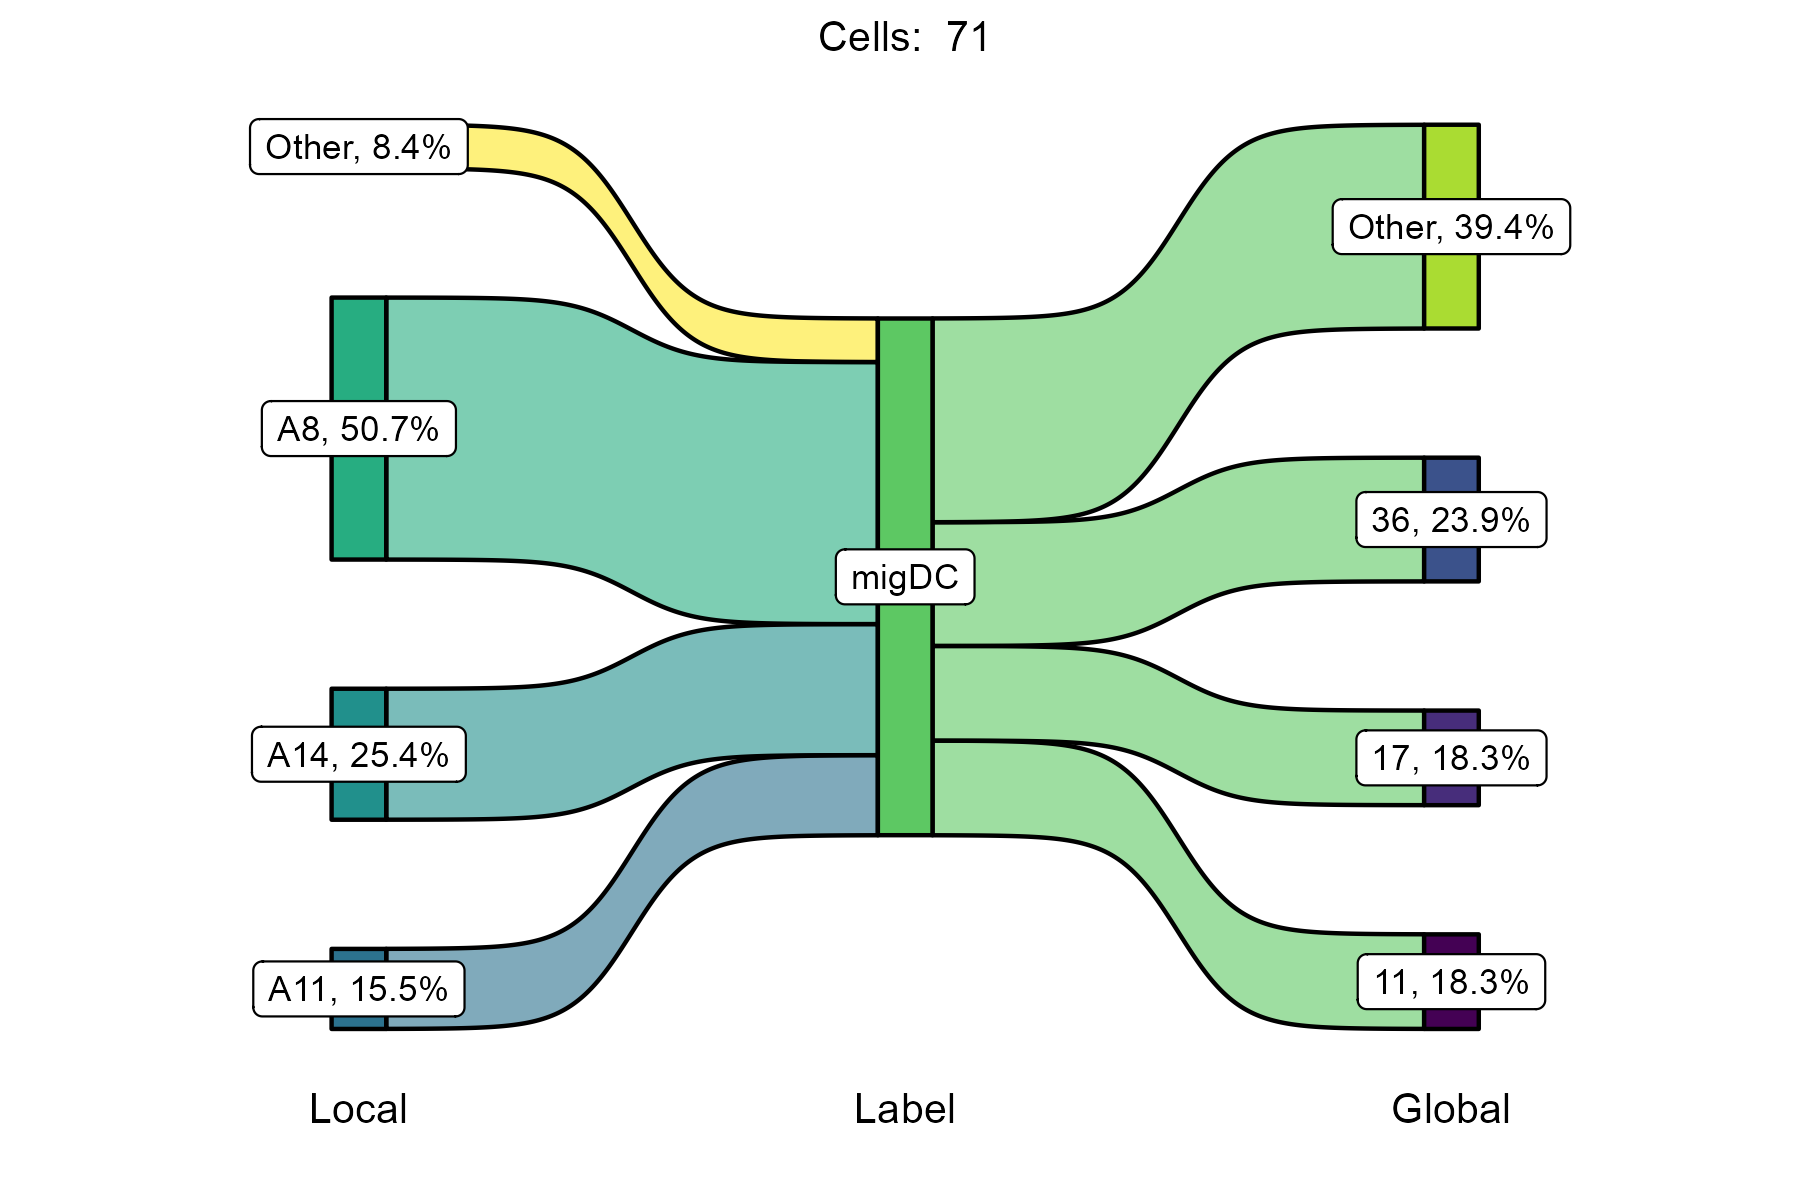 Cells:  71
Other, 8.4%
A8, 50.7%
A14, 25.4%
A11, 15.5%
migDC
Other, 39.4%
36, 23.9%
17, 18.3%
11, 18.3%
Local
Label
Global